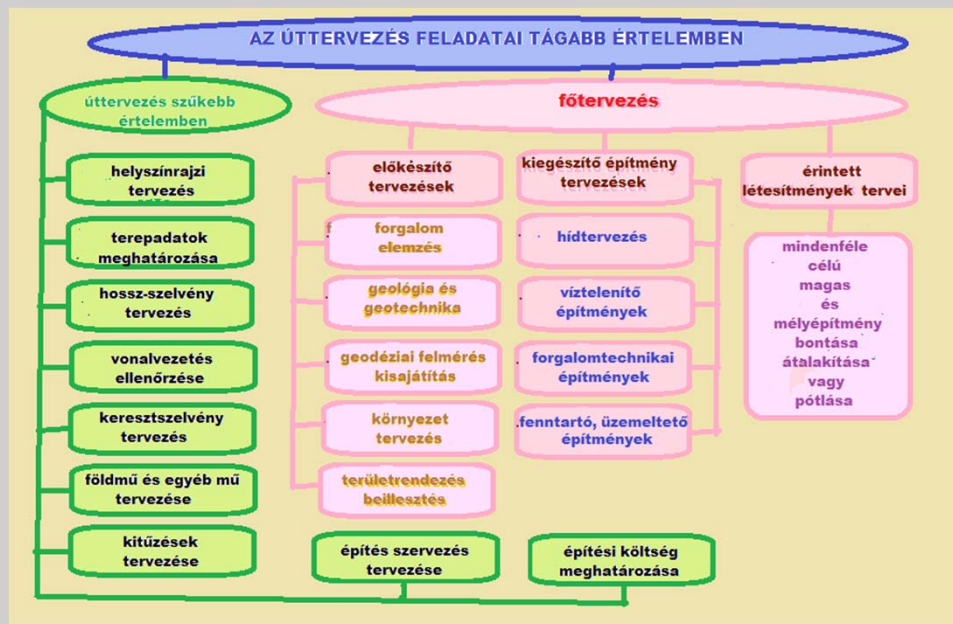 AZ ÚTTERVEZÉS FELADATAI TÁGABB ÉRTELEMBEN
úttervezés szűkebb
értelemben
helyszínrajzi
tervezés
terepadatok
meghatározása
hossz-szelvény
tervezés
vonalvezetés
ellenőrzése
keresztszelvény
tervezés
földmű és egyéb mű
tervezése
kitűzések
tervezése
építés szervezés
tervezése
építési költség
meghatározása
főtervezés
előkészítő
tervezések
forgalom
elemzés
geológia és
geotechnika
geodéziai felmérés
kisajátítás
környezet
tervezés
területrendezés
beillesztés
kiegészítő építmény
tervezések
hídtervezés
víztelenítő
építmények
forgalomtechnikai
építmények
fenntartó, üzemeltető
építmények
érintett
létesítmények tervei
mindenféle
célú
magas
és
mélyépítmény
bontása
átalakítása
vagy
pótlása